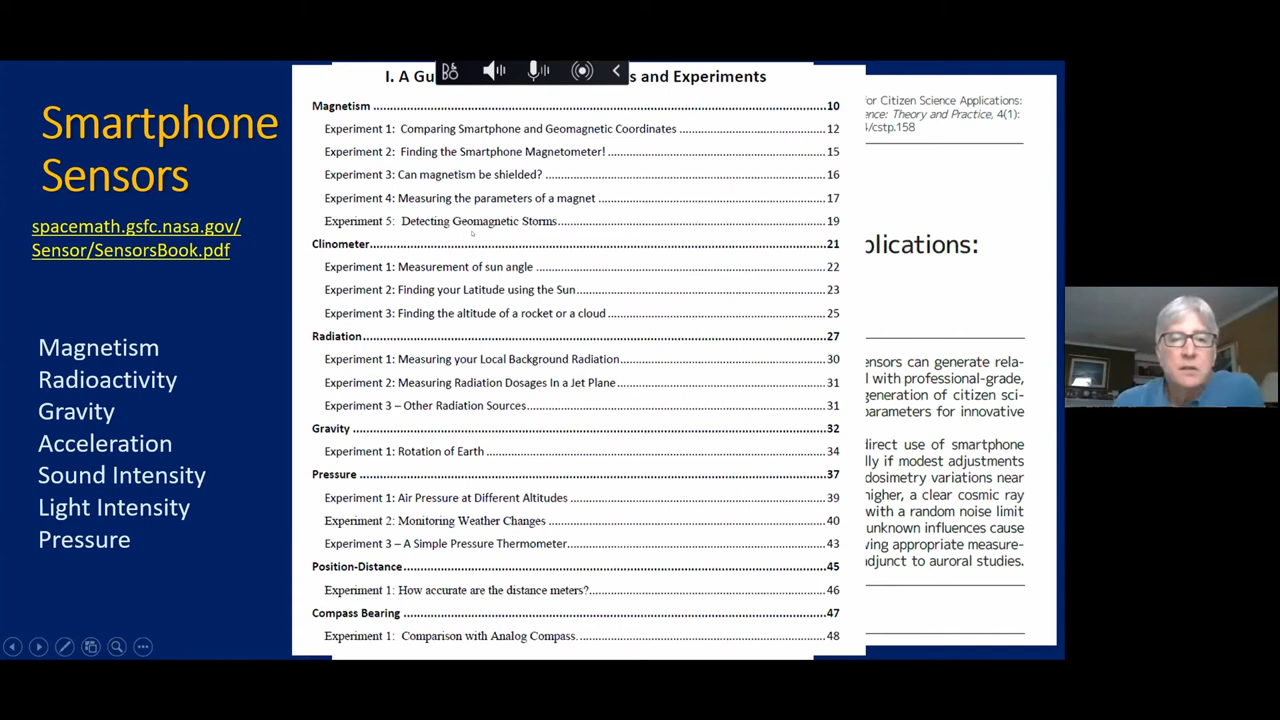 Smartphone
Sensors
spacemath.gsfc.nasa.gov/
Sensor/SensorsBook.pdf
Magnetism
Radioactivity
Gravity
Acceleration
Sound Intensity
Light Intensity
Pressure
I. A Gu s and Experiments
Magnetism 10
Experiment 1: Comparing Smartphone and Geomagnetic Coordinates 12
Experiment 2: Finding the Smartphone Magnetometer! 15
Experiment 3: Can magnetism be shielded? 16
Experiment 4: Measuring the parameters of a magnet 17
Experiment 5: Detecting Geomagnetic Storms 19
Clinometer 21
Experiment 1: Measurement of sun angle 22
Experiment 2: Finding your Latitude using the Sun 23
Experiment 3: Finding the altitude of a rocket or a cloud 25
Radiation 27
Experiment 1: Measuring your Local Background Radiation 30
Experiment 2: Measuring Radiation Dosages In a Jet Plane 31
Experiment 3 – Other Radiation Sources 31
Gravity 32
Experiment 1: Rotation of Earth 34
Pressure 37
Experiment 1: Air Pressure at Different Altitudes 39
Experiment 2: Monitoring Weather Changes 40
Experiment 3 – A Simple Pressure Thermometer 43
Position-Distance 45
Experiment 1: How accurate are the distance meters? 46
Compass Bearing 47
Experiment 1: Comparison with Analog Compass. 48
for Citizen Science Applications:
ence: Theory and Practice, 4(1):
4/cstp.158
plications:
ensors can generate rela-
l with professional-grade,
generation of citizen sci-
parameters for innovative
direct use of smartphone
lly if modest adjustments
dosimetry variations near
higher, a clear cosmic ray
with a random noise limit
unknown influences cause
ving appropriate measure-
adjunct to auroral studies.